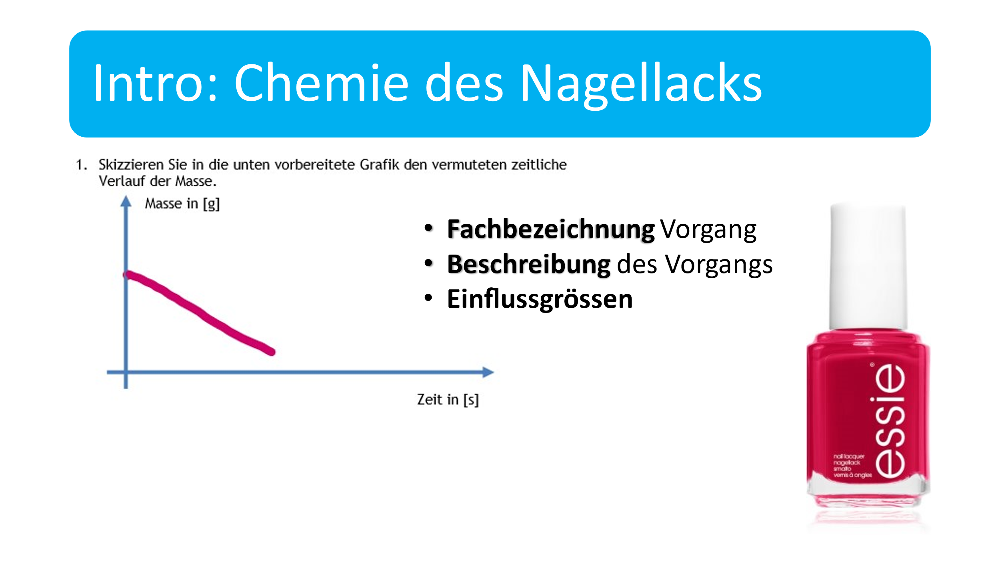 Intro: Chemie des Nagellacks
1. Skizzieren Sie in die unten vorbereitete Grafik den vermuteten zeitliche
Verlauf der Masse.
Masse in [g]
• Fachbezeichnung Vorgang
• Beschreibung des Vorgangs
• Einflussgrössen
Zeit in [s]
essie®
nail lacquer
nagellack
smalto
vernis à ongles